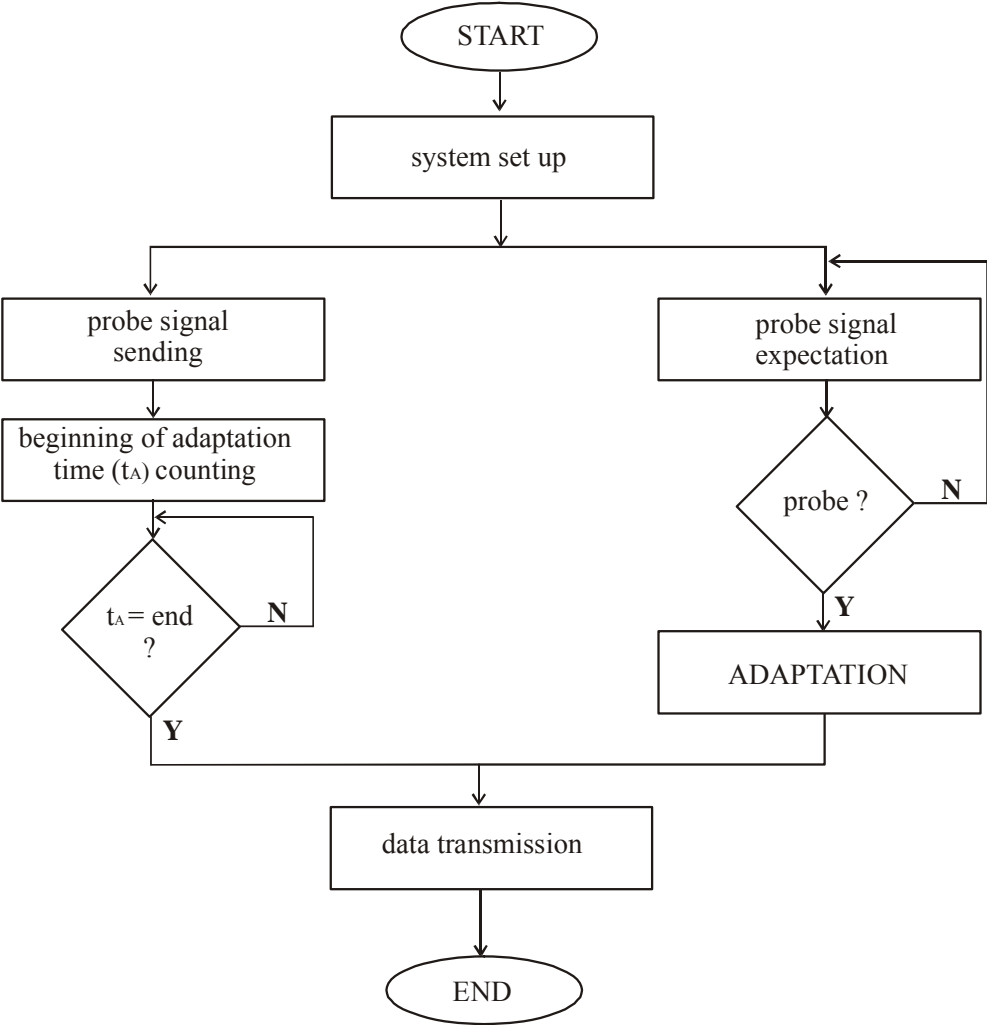 START
system set up
probe signal
sending
beginning of adaptation
time (tA) counting
tA = end
?
N
Y
probe signal
expectation
probe ?
N
Y
ADAPTATION
data transmission
END